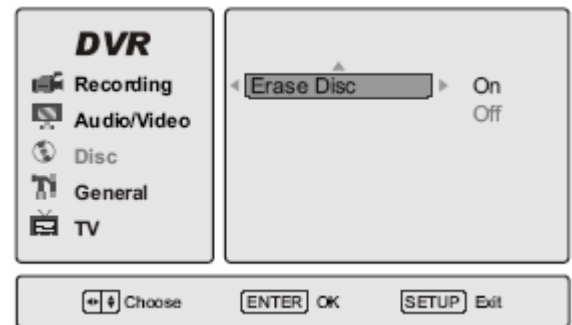 DVR
Recording
Audio/Video
Disc
General
TV
Erase Disc
On
Off
Choose
ENTER OK
SETUP Exit